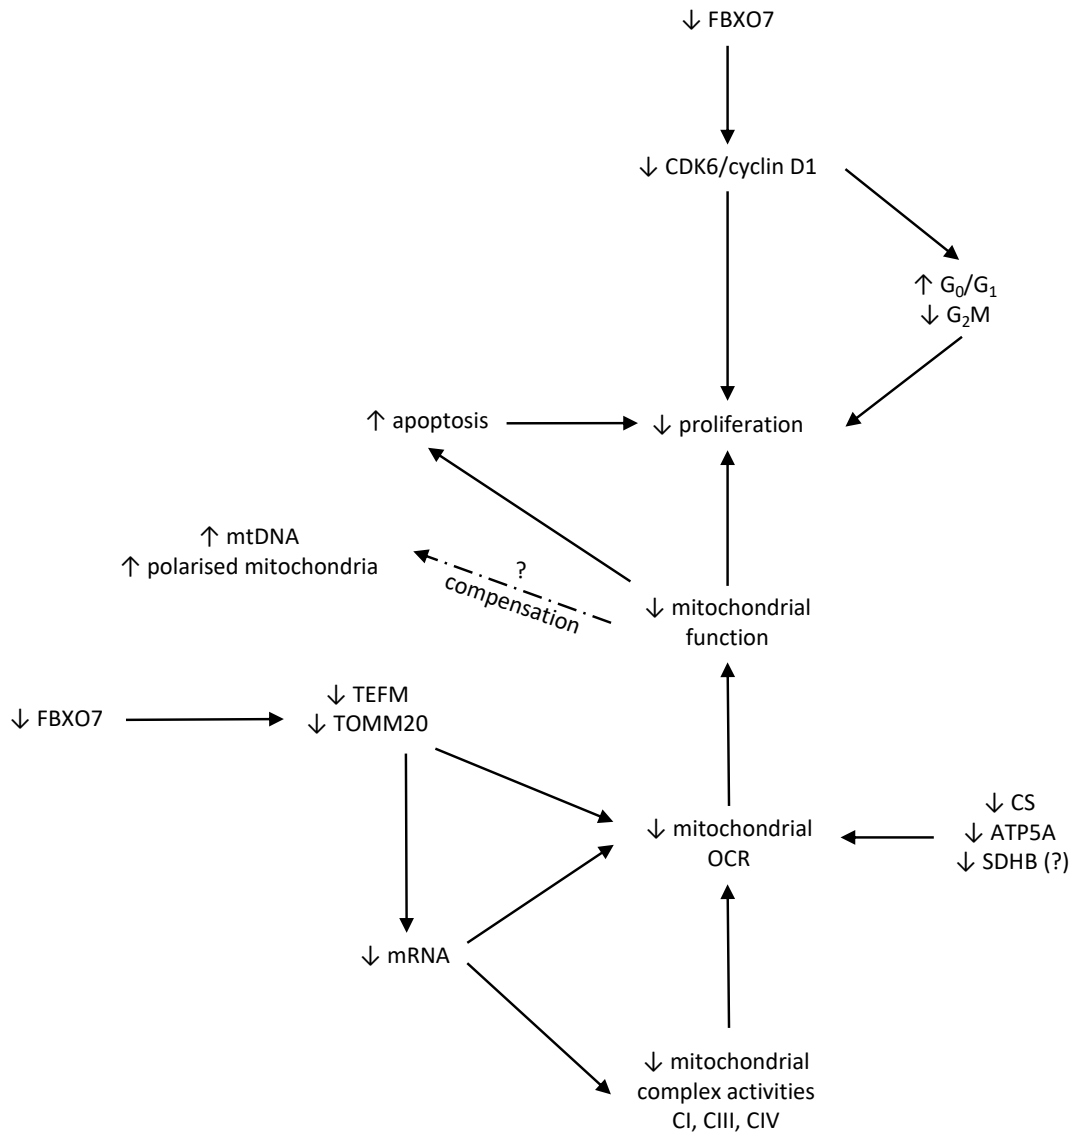 ↓ FBXO7
↓ CDK6/cyclin D1
↑ G₀/G₁
↓ G₂M
↑ apoptosis
↓ proliferation
↑ mtDNA
↑ polarised mitochondria
?
compensation
↓ mitochondrial
function
↓ FBXO7
↓ TEFM
↓ TOMM20
↓ mitochondrial
OCR
↓ CS
↓ ATP5A
↓ SDHB (?)
↓ mRNA
↓ mitochondrial
complex activities
CI, CIII, CIV